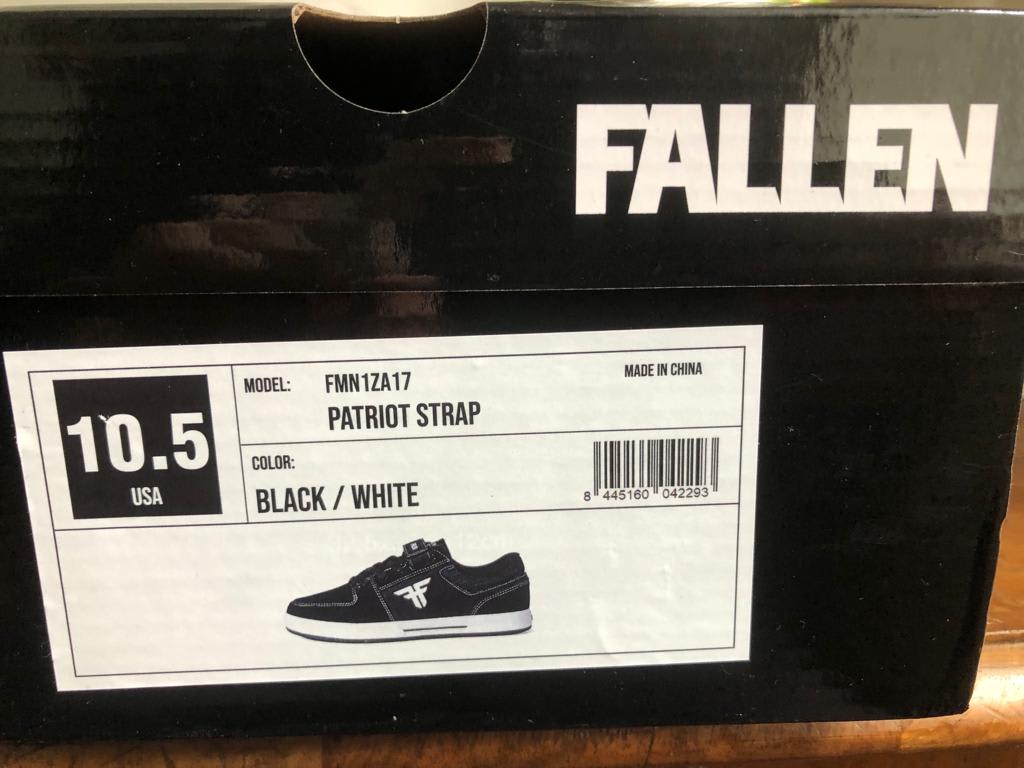 FALLEN
10.5
USA
MODEL: FMN1ZA17
PATRIOT STRAP
MADE IN CHINA
COLOR:
BLACK / WHITE
8 445160 042293